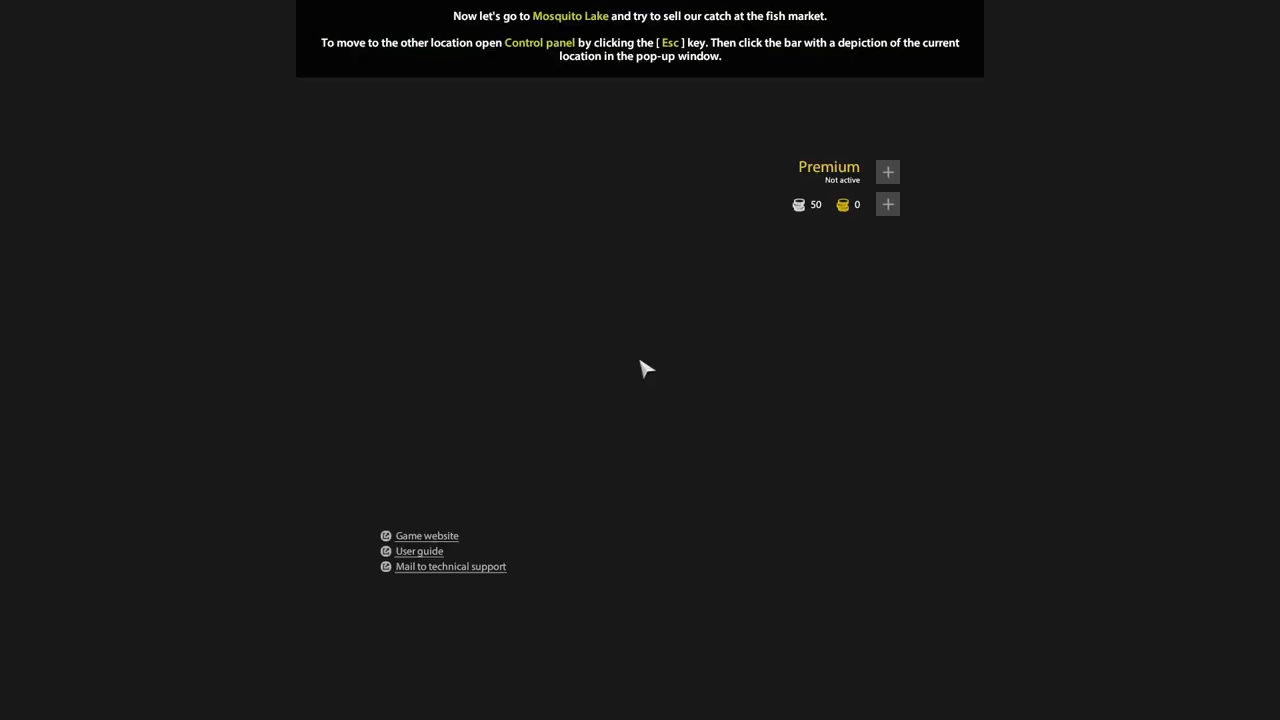 Now let's go to Mosquito Lake and try to sell our catch at the fish market.
To move to the other location open Control panel by clicking the [ Esc ] key. Then click the bar with a depiction of the current
location in the pop-up window.
Premium
Not active
50 0
Game website
User guide
Mail to technical support